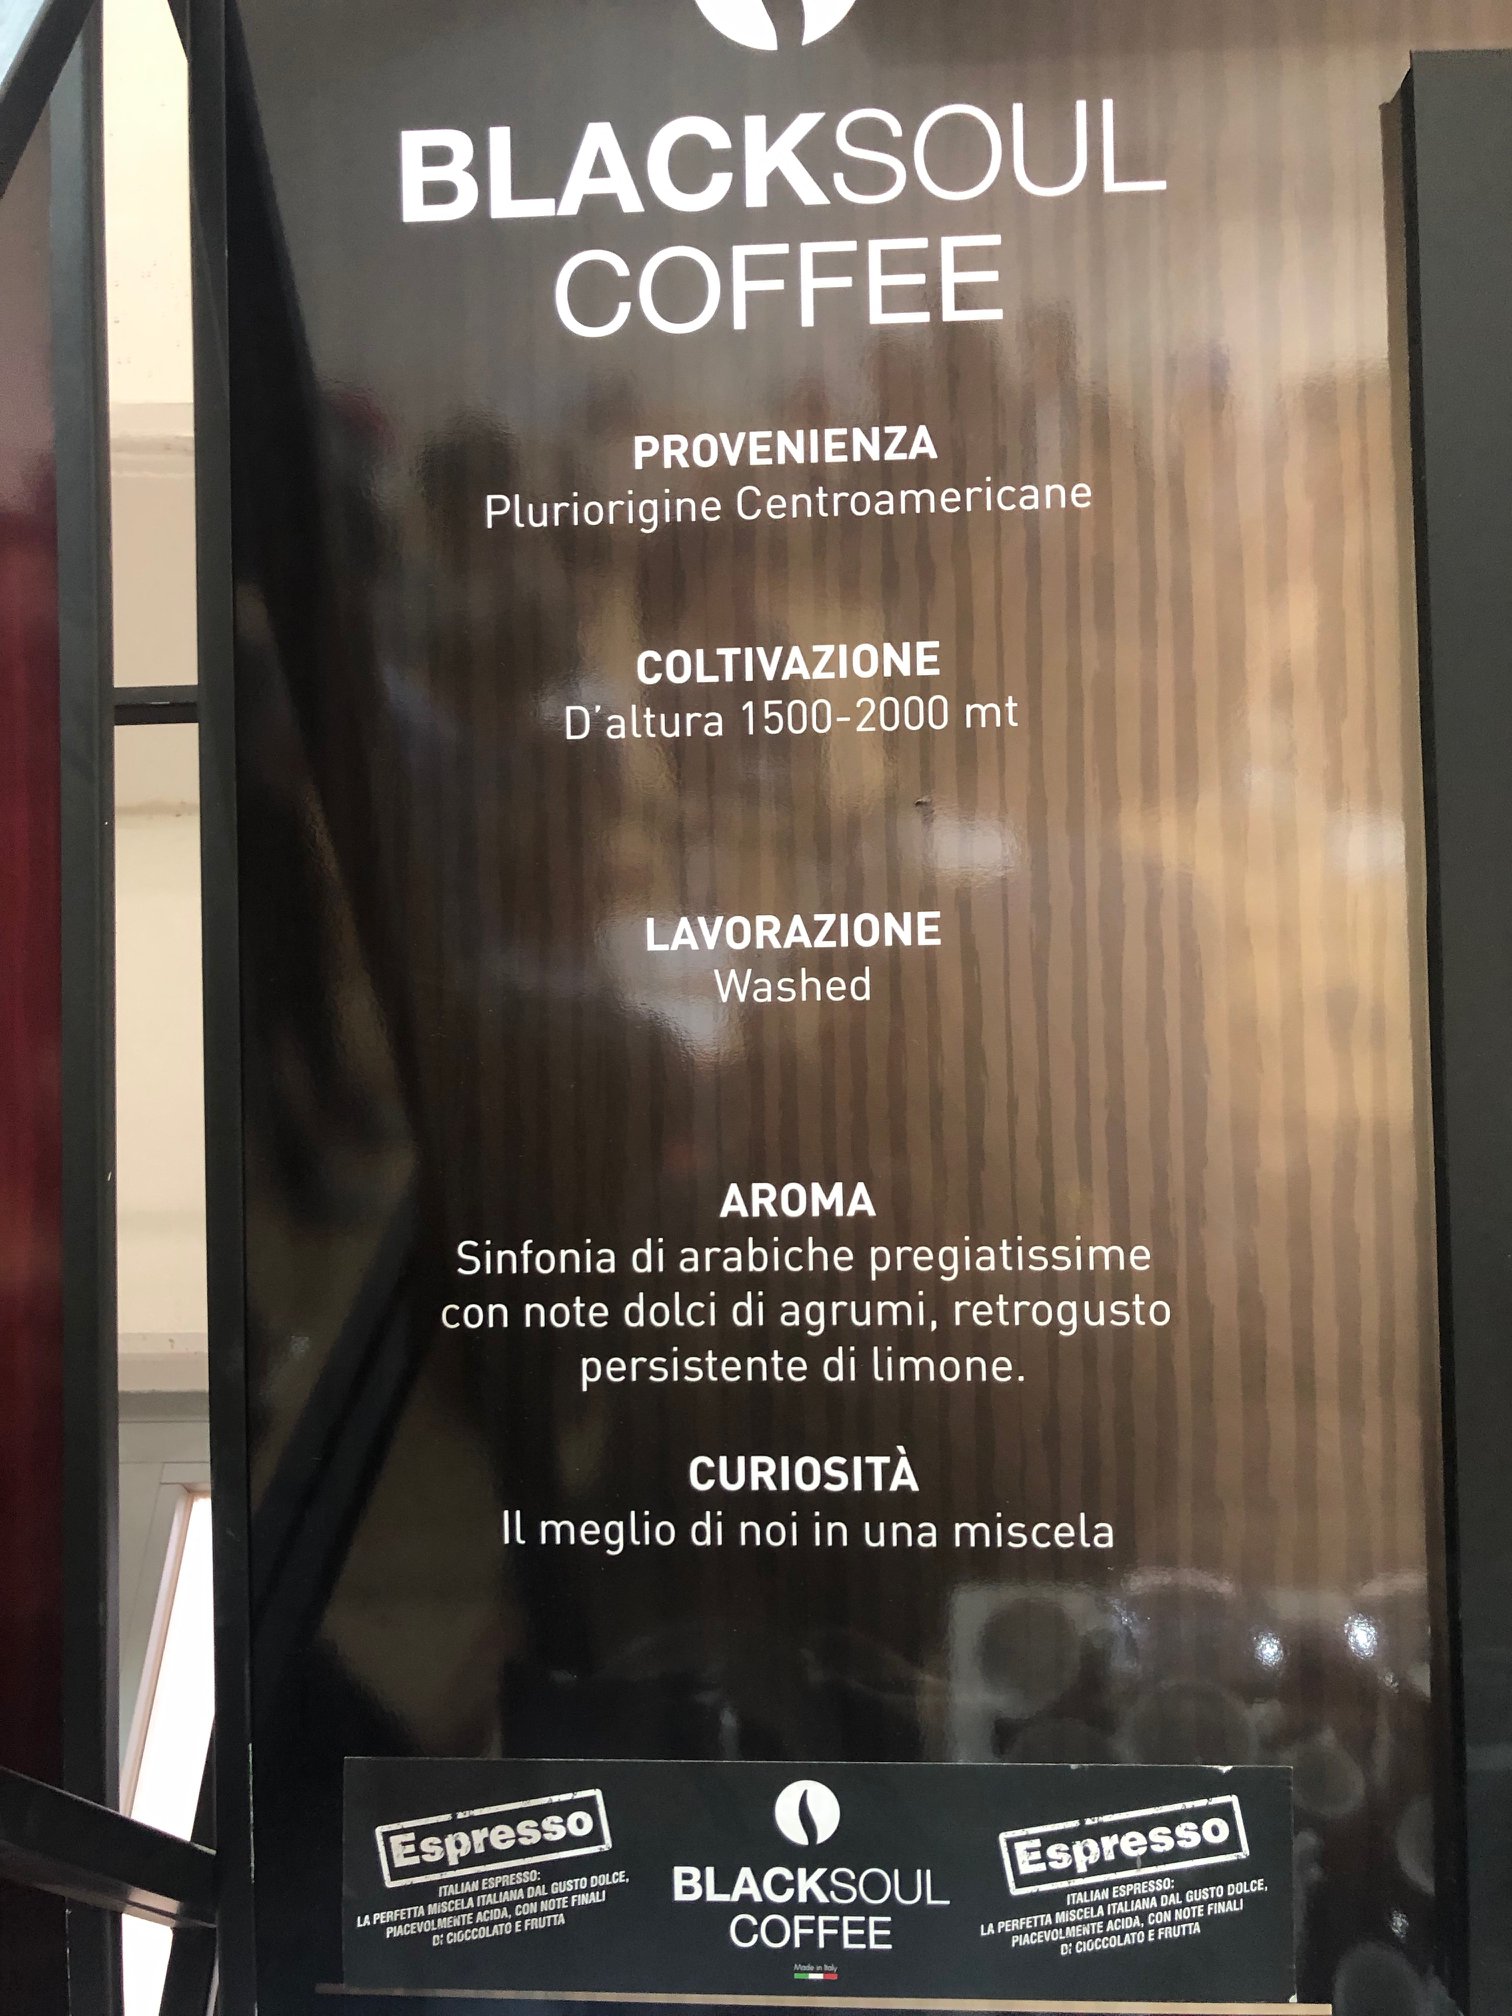 BLACKSOUL
COFFEE
PROVENIENZA
Pluriorigine Centroamericane
COLTIVAZIONE
D'altura 1500-2000 mt
LAVORAZIONE
Washed
AROMA
Sinfonia di arabiche pregiatissime
con note dolci di agrumi, retrogusto
persistente di limone.
CURIOSITÀ
Il meglio di noi in una miscela
Espresso
ITALIAN ESPRESSO:
LA PERFETTA MISCELA ITALIANA DAL GUSTO DOLCE,
PIACEVOLMENTE ACIDA, CON NOTE FINALI
Di CIOCCOLATO E FRUTTA
BLACKSOUL
COFFEE
Made in Italy
Espresso
ITALIAN ESPRESSO:
LA PERFETTA MISCELA ITALIANA DAL GUSTO DOLCE,
PIACEVOLMENTE ACIDA, CON NOTE FINALI
Di CIOCCOLATO E FRUTTA